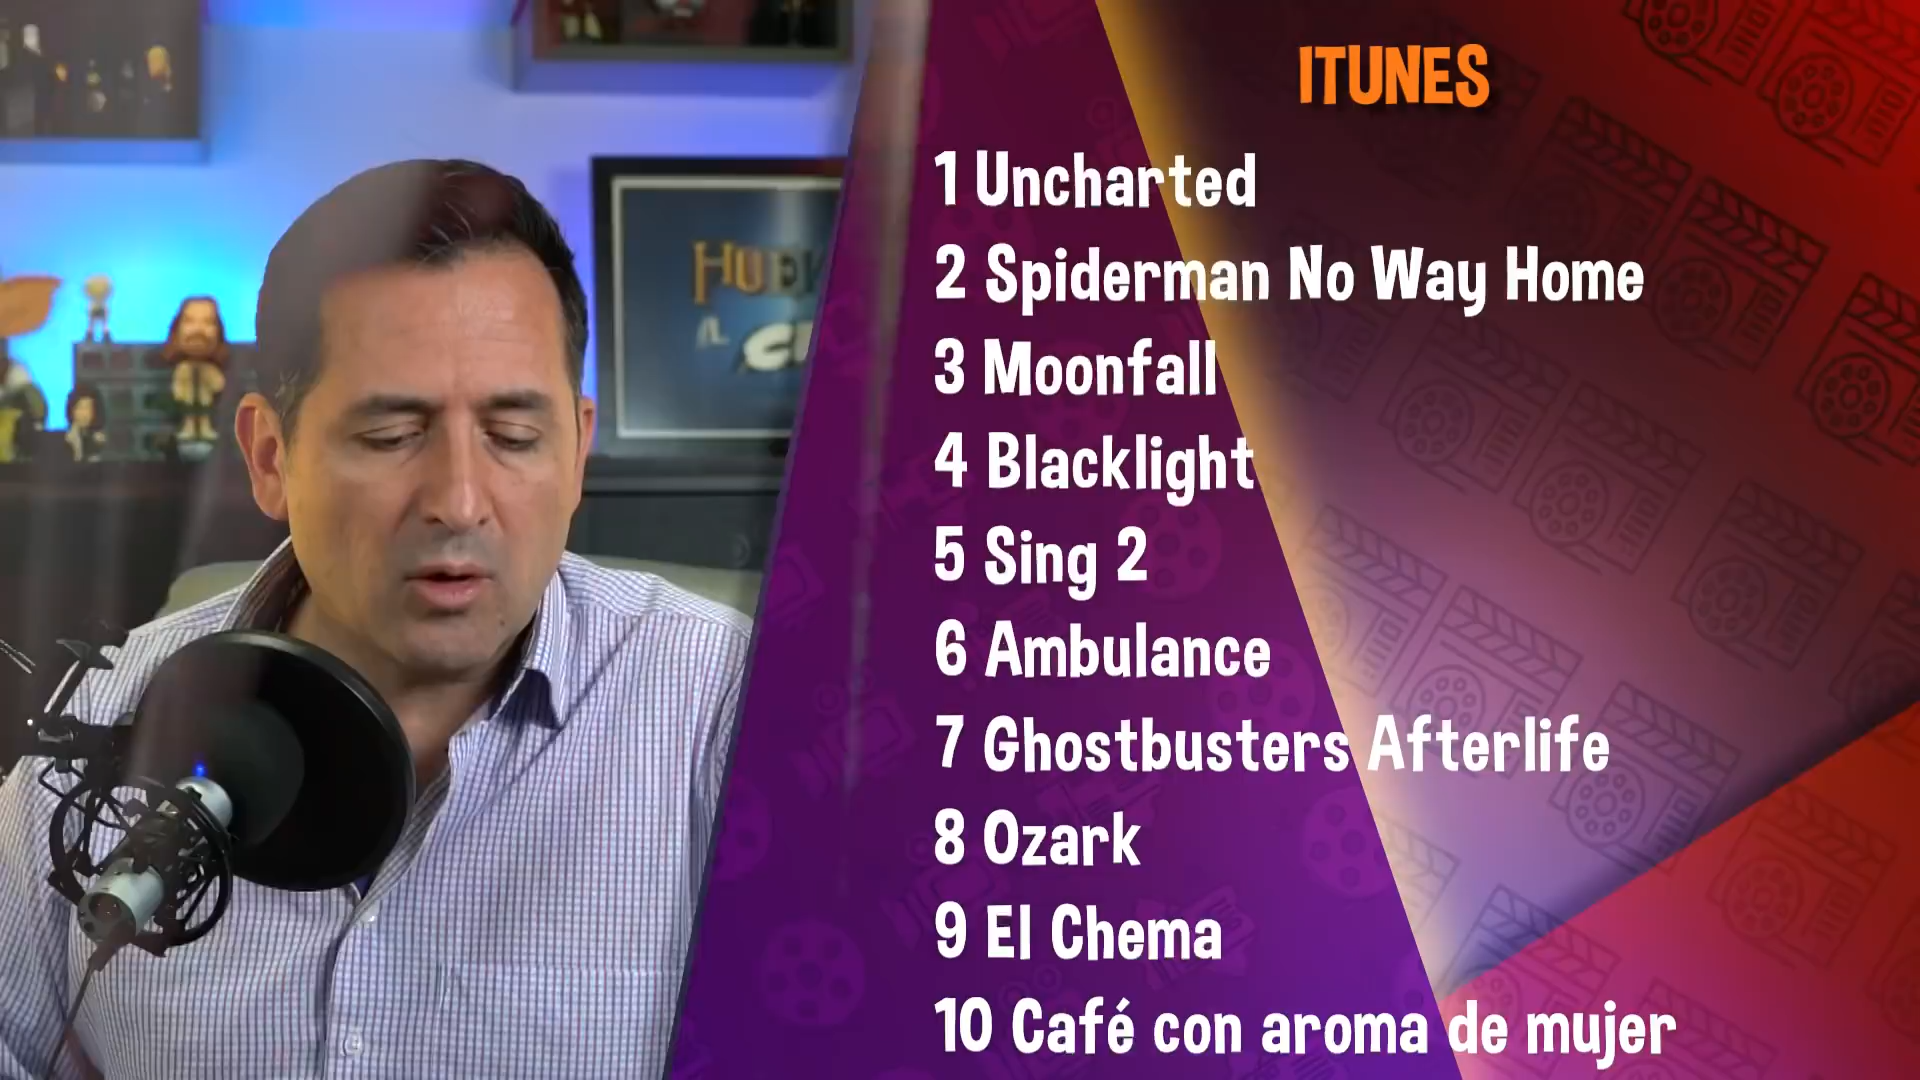 ITUNES
1 Uncharted
2 Spiderman No Way Home
3 Moonfall
4 Blacklight
5 Sing 2
6 Ambulance
7 Ghostbusters Afterlife
8 Ozark
9 El Chema
10 Café con aroma de mujer